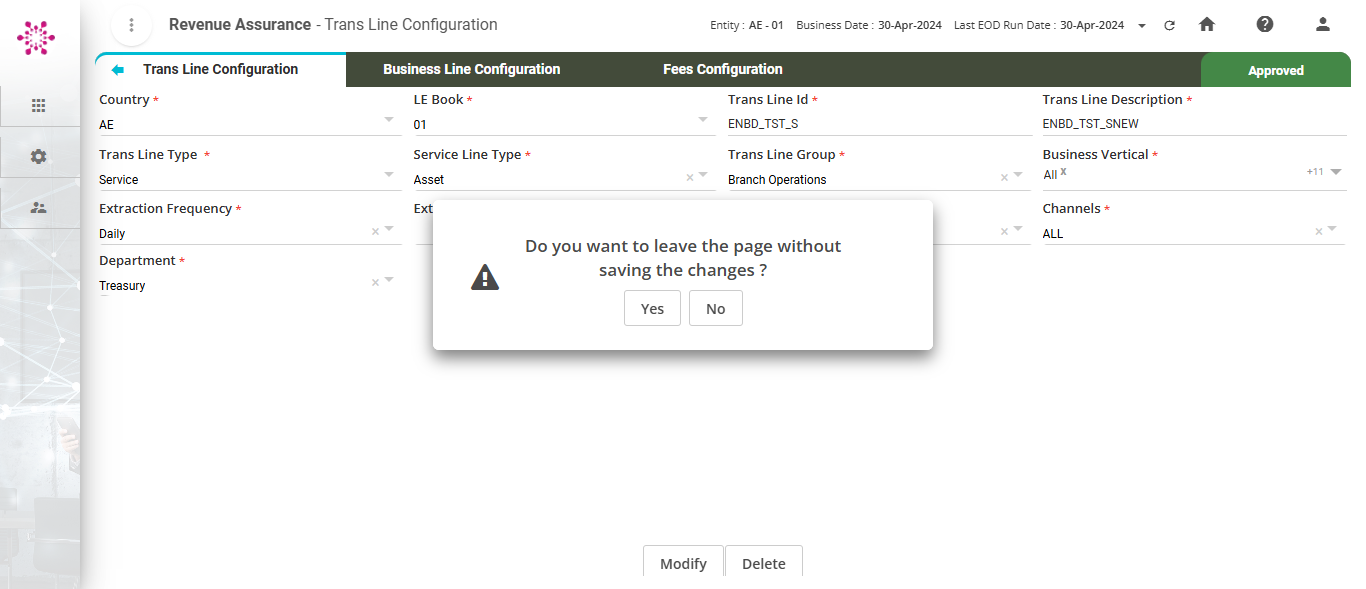 Revenue Assurance - Trans Line Configuration
Entity : AE - 01 Business Date : 30-Apr-2024 Last EOD Run Date : 30-Apr-2024
Trans Line Configuration
Business Line Configuration
Fees Configuration
Approved
Country *
LE Book *
Trans Line Id *
Trans Line Description *
AE
01
ENBD_TST_S
ENBD_TST_SNEW
Trans Line Type *
Service Line Type *
Trans Line Group *
Business Vertical *
Service
Asset
Branch Operations
All x
+11
Extraction Frequency *
Ext
Channels *
Daily
ALL
Department *
Treasury
Do you want to leave the page without
saving the changes ?
Yes
No
Modify
Delete